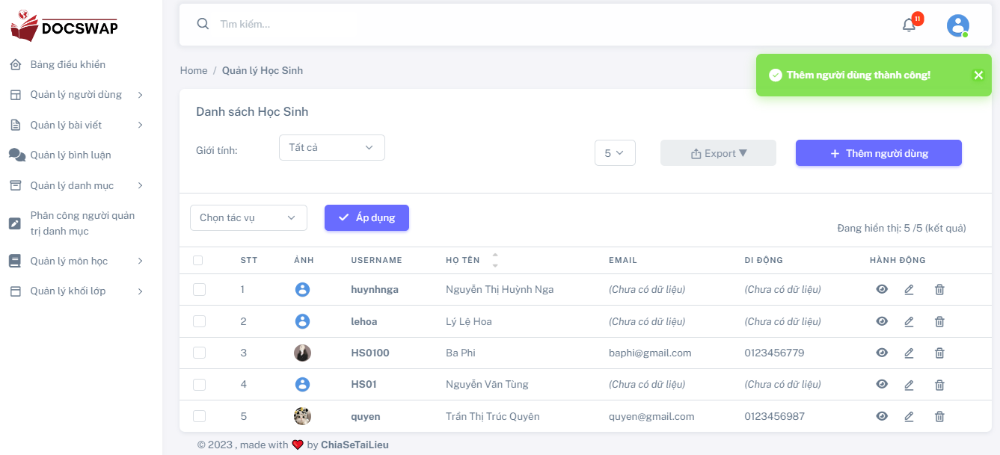 DOCSWAP
Bảng điều khiển
Quản lý người dùng
Quản lý bài viết
Quản lý bình luận
Quản lý danh mục
Phân công người quản
trị danh mục
Quản lý môn học
Quản lý khối lớp
Tìm kiếm...
11
Home / Quản lý Học Sinh
Thêm người dùng thành công!
Danh sách Học Sinh
Giới tính:
Tất cả
5
Export ▼
+ Thêm người dùng
Chọn tác vụ
Áp dụng
Đang hiển thị: 5 /5 (kết quả)
STT ẢNH USERNAME HỌ TÊN EMAIL DI ĐỘNG HÀNH ĐỘNG
1 huynhnga Nguyễn Thị Huỳnh Nga (Chưa có dữ liệu) (Chưa có dữ liệu)
2 lehoa Lý Lệ Hoa (Chưa có dữ liệu) (Chưa có dữ liệu)
3 HS0100 Ba Phi baphi@gmail.com 0123456779
4 HS01 Nguyễn Văn Tùng (Chưa có dữ liệu) (Chưa có dữ liệu)
5 quyen Trần Thị Trúc Quyên quyen@gmail.com 0123456987
© 2023 , made with ❤️ by ChiaSeTaiLieu